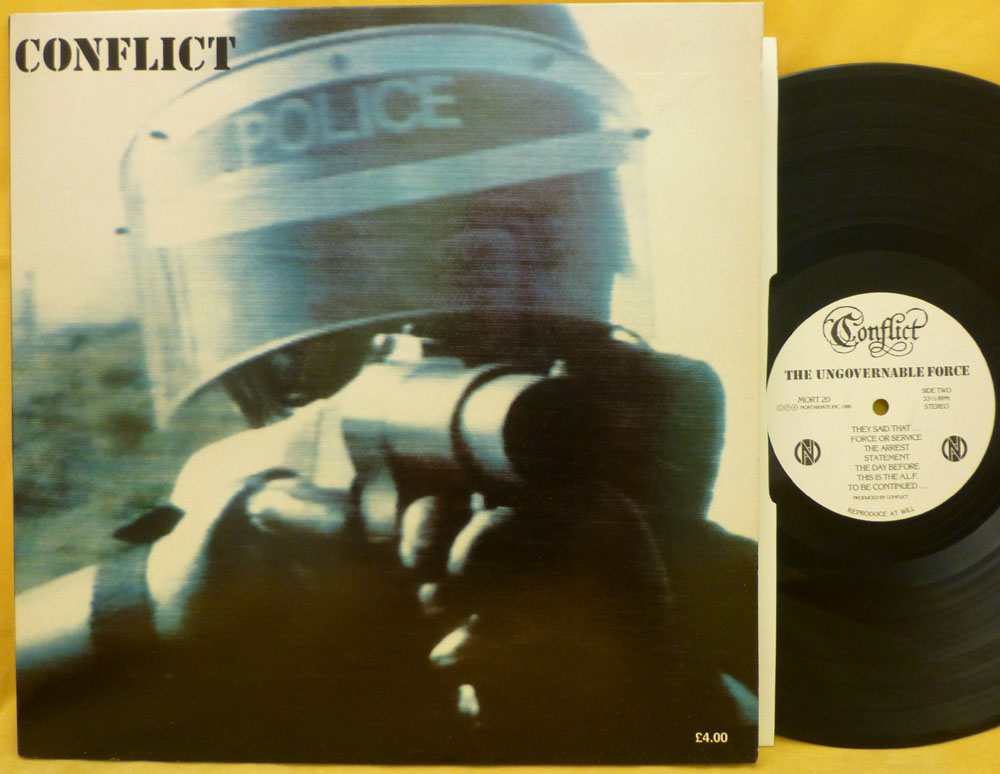 CONFLICT
POLICE
£4.00
Conflict
THE UNGOVERNABLE FORCE
MORT 20
SIDE TWO
33⅓ RPM
STEREO
THEY SAID THAT . . .
FORCE OR SERVICE
THE ARREST
STATEMENT
THE DAY BEFORE
THIS IS THE A.L.F.
TO BE CONTINUED . . .
PRODUCED BY CONFLICT
REPRODUCE AT WILL